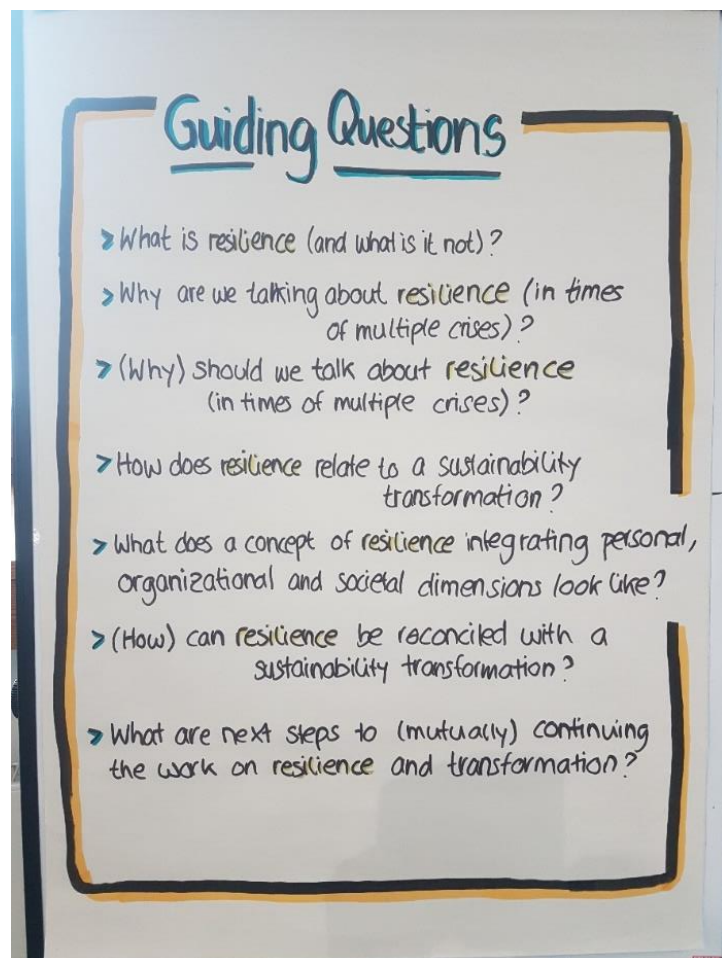 Guiding Questions
> What is resilience (and what is it not)?
> Why are we talking about resilience (in times
of multiple crises)?
> (Why) should we talk about resilience
(in times of multiple crises)?
> How does resilience relate to a sustainability
transformation?
> What does a concept of resilience integrating personal,
organizational and societal dimensions look like?
> (How) can resilience be reconciled with a
sustainability transformation?
> What are next steps to (mutually) continuing
the work on resilience and transformation?